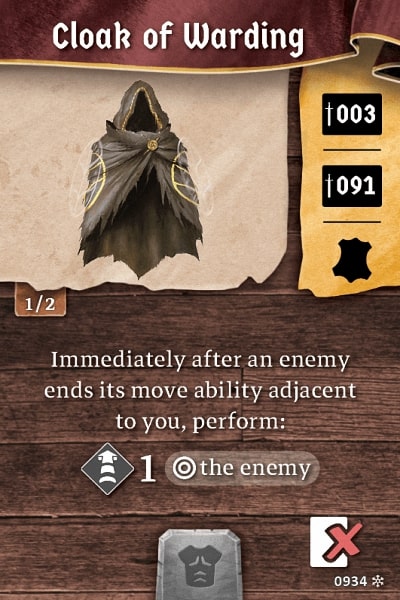 Cloak of Warding
†003
†091
1/2
Immediately after an enemy
ends its move ability adjacent
to you, perform:
1 the enemy
0934